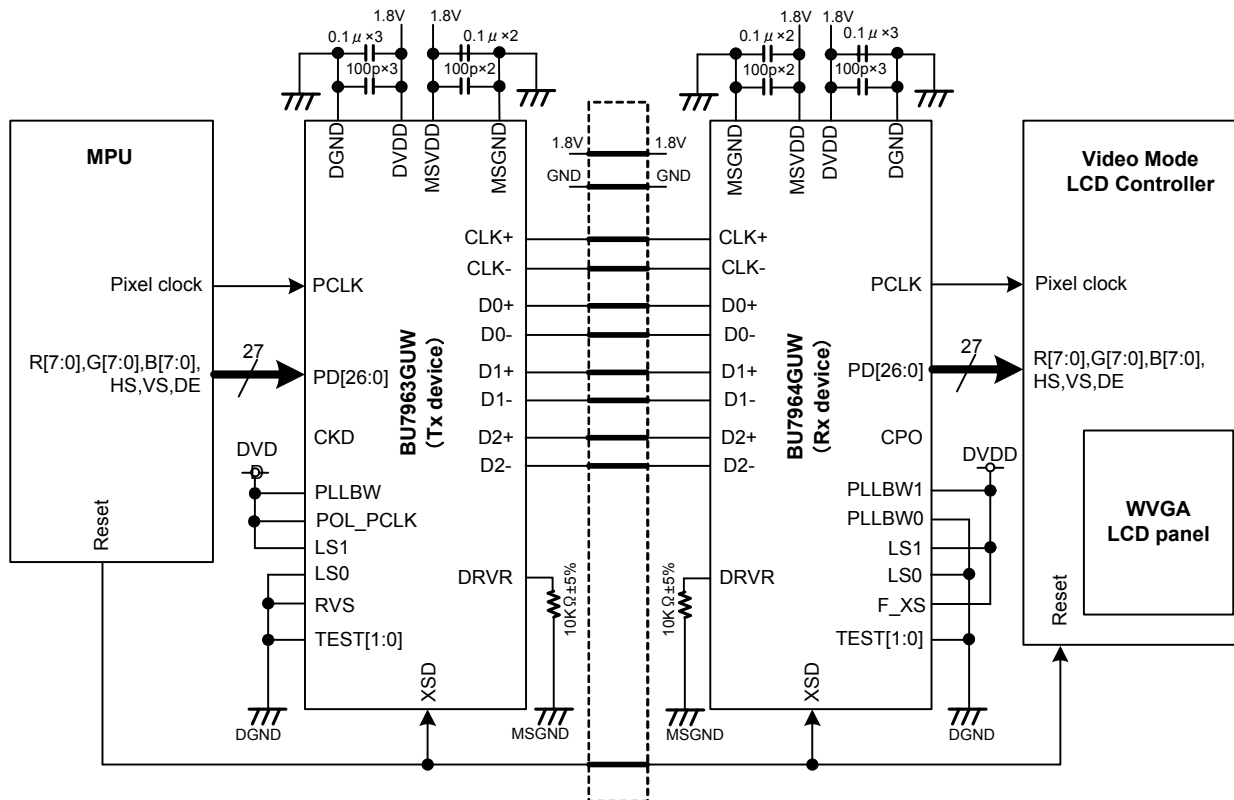 1.8V 1.8V
0.1μ×3 0.1μ×2
100p×3 100p×2
1.8V 1.8V
0.1μ×2 0.1μ×3
100p×2 100p×3
MPU
Pixel clock
R[7:0],G[7:0],B[7:0],
HS,VS,DE
27
Reset
DGND
DVDD
MSVDD
MSGND
BU7963GUW
(Tx device)
PCLK
PD[26:0]
CKD
DVD
D
PLLBW
POL_PCLK
LS1
LS0
RVS
TEST[1:0]
DGND
XSD
CLK+
CLK-
D0+
D0-
D1+
D1-
D2+
D2-
DRVR
10KΩ±5%
MSGND
1.8V 1.8V
GND GND
MSGND
MSVDD
DVDD
DGND
BU7964GUW
(Rx device)
CLK+
CLK-
D0+
D0-
D1+
D1-
D2+
D2-
DRVR
10KΩ±5%
MSGND
XSD
PCLK
PD[26:0]
CPO
DVDD
PLLBW1
PLLBW0
LS1
LS0
F_XS
TEST[1:0]
DGND
27
Video Mode
LCD Controller
Pixel clock
R[7:0],G[7:0],B[7:0],
HS,VS,DE
WVGA
LCD panel
Reset